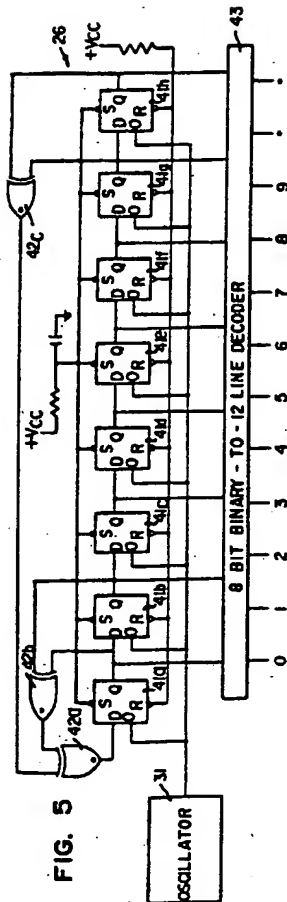 FIG. 5
26
+VCC
42c
+VCC
42b
42a
S Q
D
O R
41a
S Q
D
O R
41b
S Q
D
O R
41c
S Q
D
O R
41d
S Q
D
O R
41e
S Q
D
O R
41f
S Q
D
O R
41g
S Q
D
O R
41h
31
OSCILLATOR
43
8 BIT BINARY - TO - 12 LINE DECODER
0 1 2 3 4 5 6 7 8 9